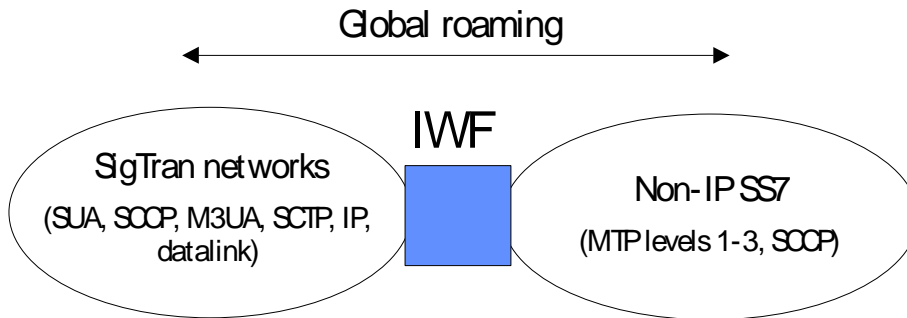 Global roaming
IWF
SigTran networks
(SUA, SCCP, M3UA, SCTP, IP,
datalink)
Non-IP SS7
(MTP levels 1-3, SCCP)